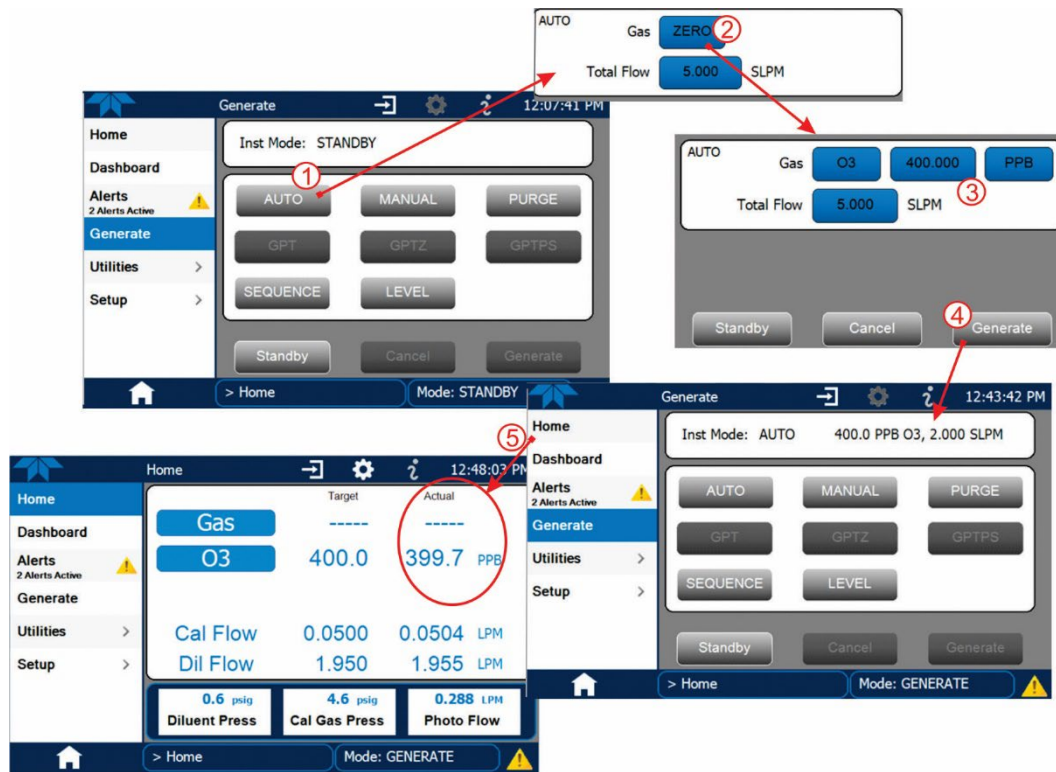 AUTO
Gas ZERO ②
Total Flow 5.000 SLPM
Generate 12:07:41 PM
Home
Dashboard
Alerts
2 Alerts Active
Generate
Utilities >
Setup >
Inst Mode: STANDBY
①
AUTO MANUAL PURGE
GPT GPTZ GPTPS
SEQUENCE LEVEL
Standby Cancel Generate
> Home Mode: STANDBY
AUTO
Gas O3 400.000 PPB
③
Total Flow 5.000 SLPM
④
Standby Cancel Generate
Generate 12:43:42 PM
⑤
Home
Dashboard
Alerts
2 Alerts Active
Generate
Utilities >
Setup >
Inst Mode: AUTO 400.0 PPB O3, 2.000 SLPM
AUTO MANUAL PURGE
GPT GPTZ GPTPS
SEQUENCE LEVEL
Standby Cancel Generate
> Home Mode: GENERATE
Home 12:48:03 PM
Home
Dashboard
Alerts
2 Alerts Active
Generate
Utilities >
Setup >
Target Actual
Gas ----- -----
O3 400.0 399.7 PPB
Cal Flow 0.0500 0.0504 LPM
Dil Flow 1.950 1.955 LPM
0.6 psig 4.6 psig 0.288 LPM
Diluent Press Cal Gas Press Photo Flow
> Home Mode: GENERATE